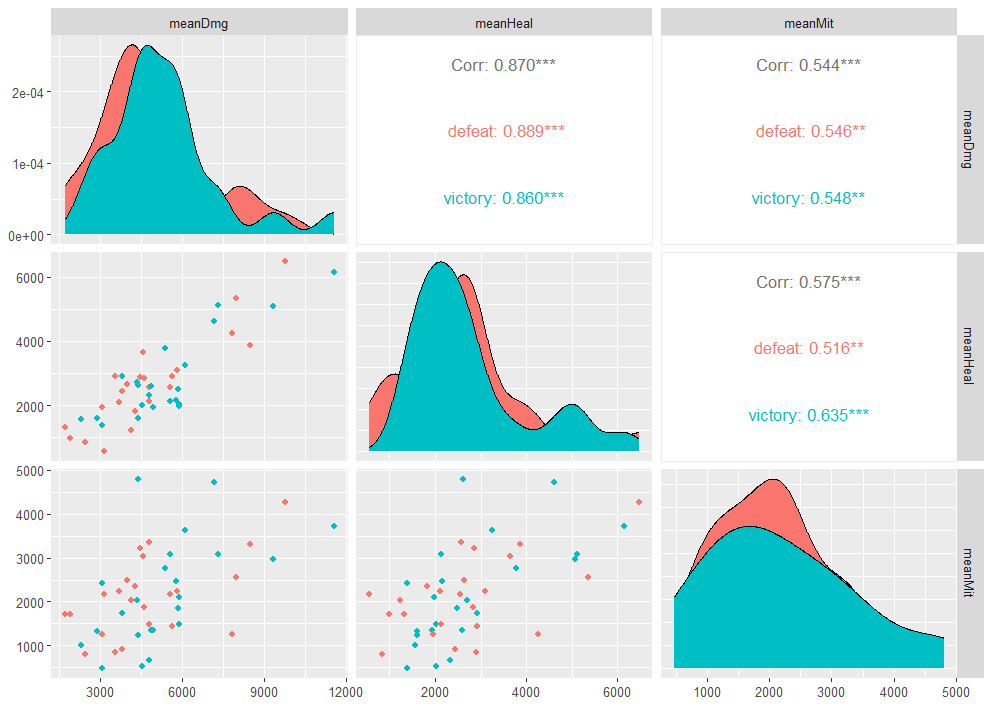 meanDmg
meanHeal
meanMit
2e-04
1e-04
0e+00
Corr: 0.870***
defeat: 0.889***
victory: 0.860***
Corr: 0.544***
defeat: 0.546**
victory: 0.548**
meanDmg
6000
4000
2000
Corr: 0.575***
defeat: 0.516**
victory: 0.635***
meanHeal
5000
4000
3000
2000
1000
meanMit
3000
6000
9000
12000
2000
4000
6000
1000
2000
3000
4000
5000